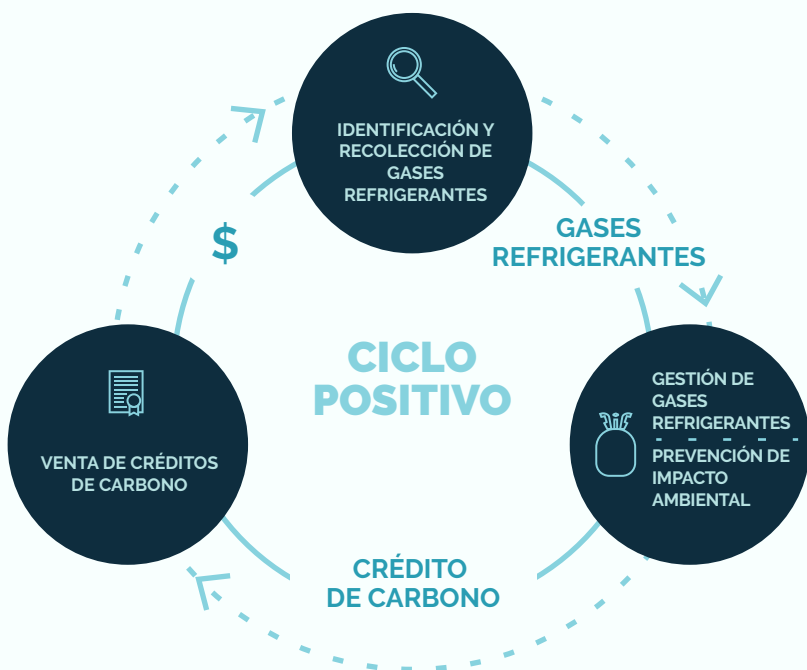 IDENTIFICACIÓN Y
RECOLECCIÓN DE
GASES
REFRIGERANTES
$
GASES
REFRIGERANTES
CICLO
POSITIVO
GESTIÓN DE
GASES
REFRIGERANTES
PREVENCIÓN DE
IMPACTO
AMBIENTAL
VENTA DE CRÉDITOS
DE CARBONO
CRÉDITO
DE CARBONO